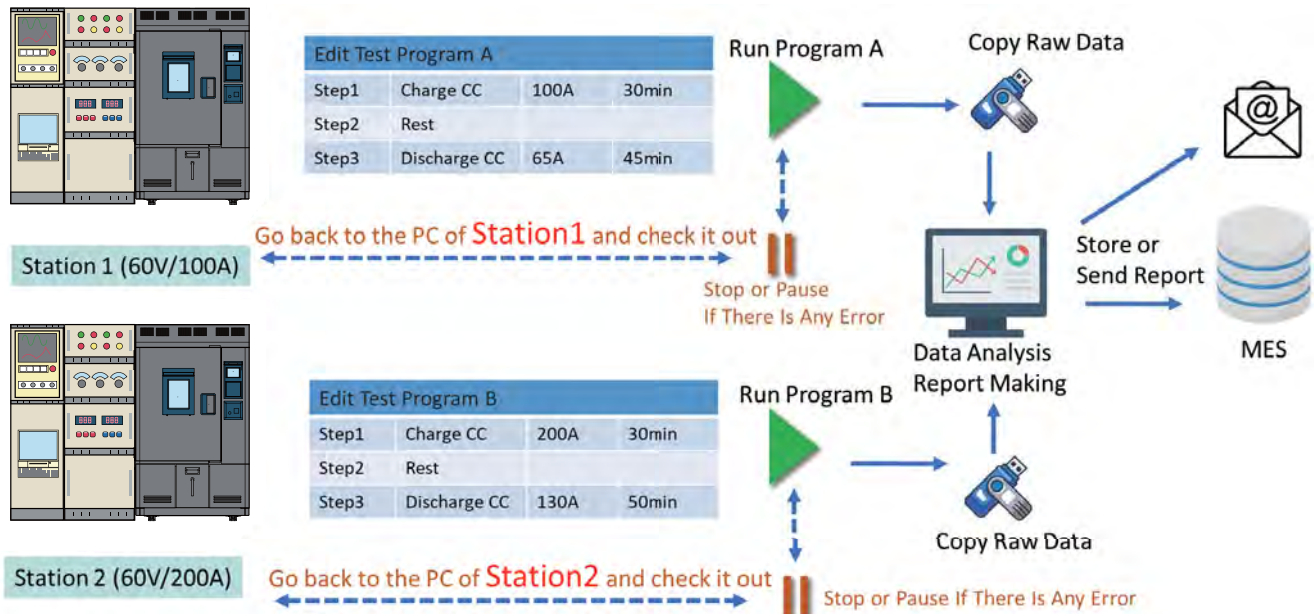 Edit Test Program A
Step1 Charge CC 100A 30min
Step2 Rest
Step3 Discharge CC 65A 45min
Run Program A
Copy Raw Data
@
Go back to the PC of Station1 and check it out
Station 1 (60V/100A)
Stop or Pause
If There Is Any Error
Store or
Send Report
MES
Data Analysis
Report Making
Edit Test Program B
Step1 Charge CC 200A 30min
Step2 Rest
Step3 Discharge CC 130A 50min
Run Program B
Copy Raw Data
Station 2 (60V/200A)
Go back to the PC of Station2 and check it out
Stop or Pause If There Is Any Error